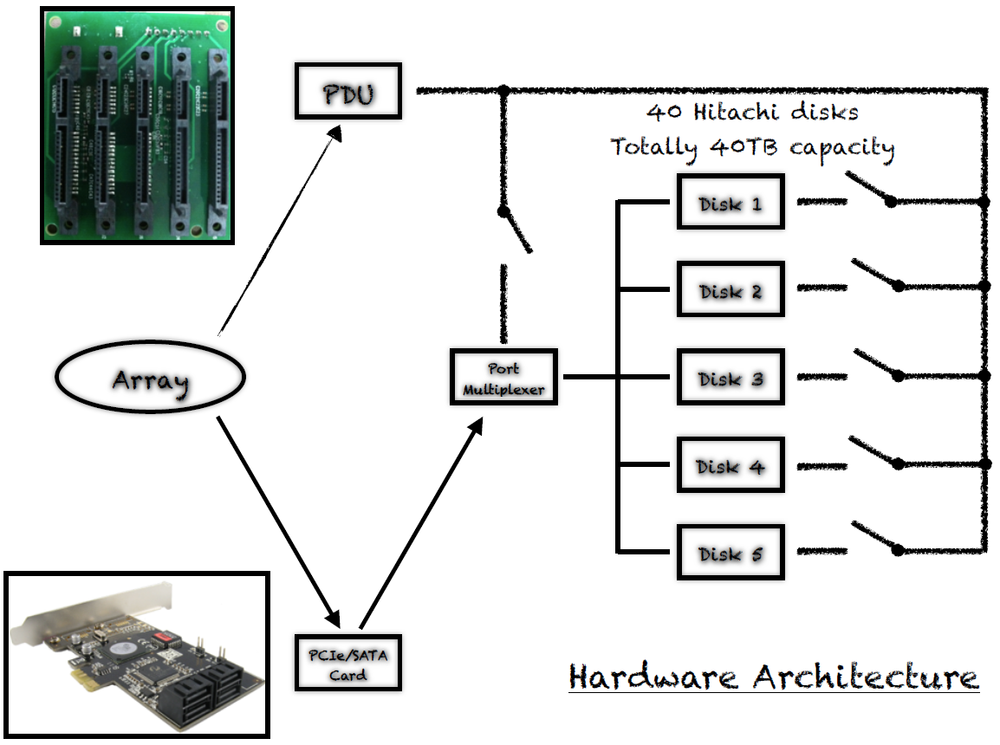 PDU
40 Hitachi disks
Totally 40TB capacity
Disk 1
Disk 2
Disk 3
Disk 4
Disk 5
Array
Port
Multiplexer
PCIe/SATA
Card
Hardware Architecture